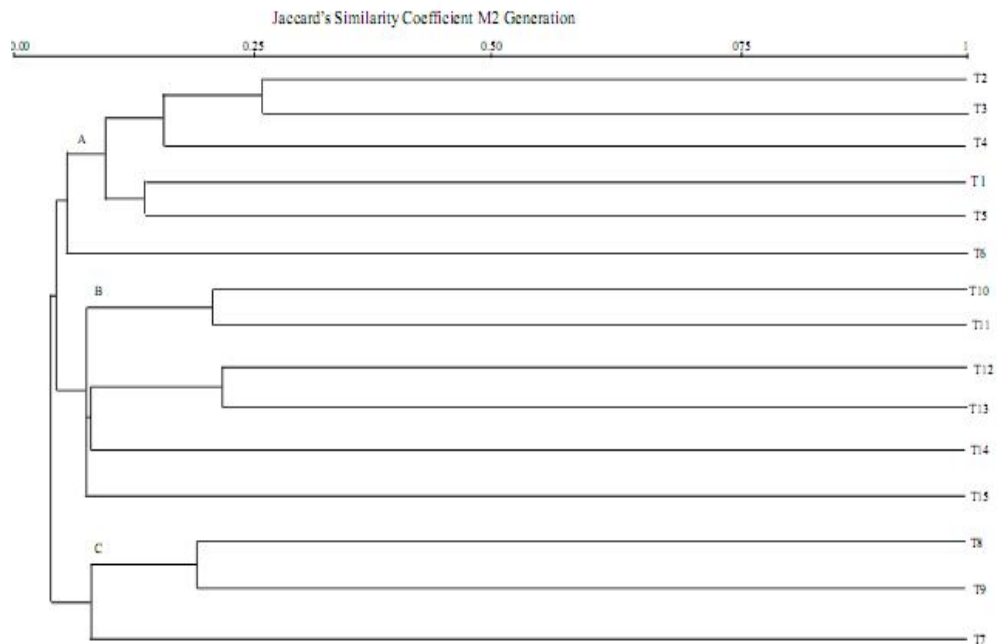 Jaccard's Similarity Coefficient M2 Generation
0.00 0.25 0.50 075 1
T2
T3
A
T4
T1
T5
T6
B
T10
T11
T12
T13
T14
T15
C
T8
T9
T7